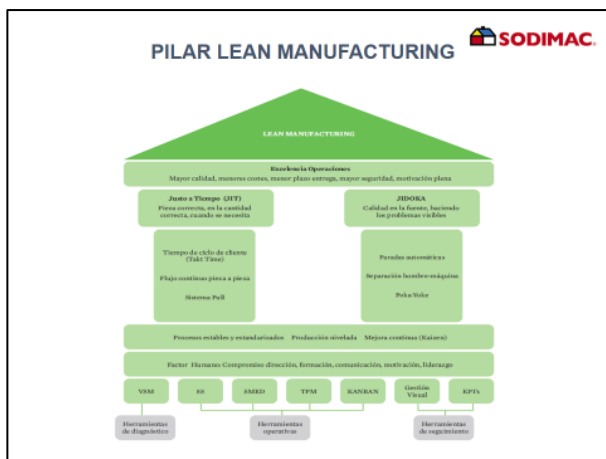 PILAR LEAN MANUFACTURING
SODIMAC
LEAN MANUFACTURING
Excelencia Operaciones
Mayor calidad, menores costes, menor plazo entrega, mayor seguridad, motivación plena
Justo a Tiempo (JIT)
Pieza correcta, en la cantidad
correcta, cuando se necesita
JIDOKA
Calidad en la fuente, haciendo
los problemas visibles
Tiempo de ciclo de cliente
(Takt Time)
Flujo continuo pieza a pieza
Sistema Pull
Paradas automáticas
Separación hombre-máquina
Poka Yoke
Procesos estables y estandarizados Producción nivelada Mejora continua (Kaizen)
Factor Humano: Compromiso dirección, formación, comunicación, motivación, liderazgo
VSM
SMED
TPM
KANBAN
Gestión
Visual
KPI's
Herramientas
de diagnóstico
Herramientas
operativas
Herramientas
de seguimiento